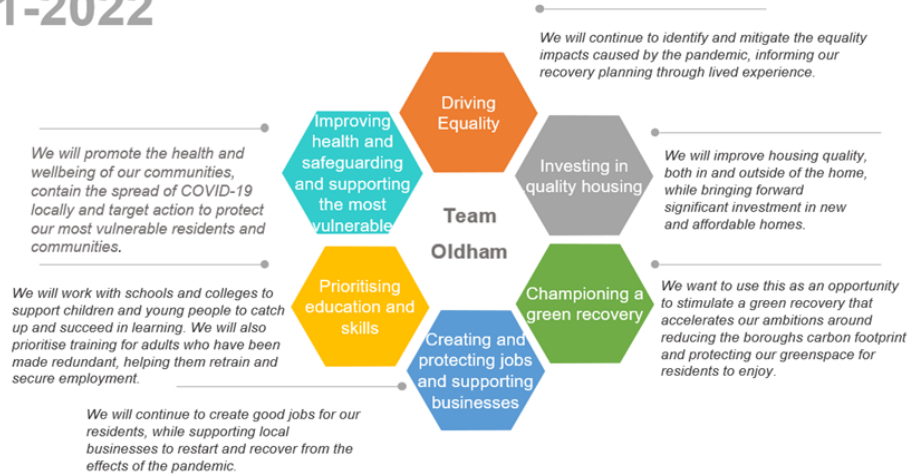 1-2022
We will continue to identify and mitigate the equality
impacts caused by the pandemic, informing our
recovery planning through lived experience.
Driving
Equality
Improving
health and
safeguarding
and supporting
the most
vulnerable
We will promote the health and
wellbeing of our communities,
contain the spread of COVID-19
locally and target action to protect
our most vulnerable residents and
communities.
Investing in
quality housing
We will improve housing quality,
both in and outside of the home,
while bringing forward
significant investment in new
and affordable homes.
Team
Oldham
Prioritising
education and
skills
We will work with schools and colleges to
support children and young people to catch
up and succeed in learning. We will also
prioritise training for adults who have been
made redundant, helping them retrain and
secure employment.
Championing a
green recovery
We want to use this as an opportunity
to stimulate a green recovery that
accelerates our ambitions around
reducing the boroughs carbon footprint
and protecting our greenspace for
residents to enjoy.
Creating and
protecting jobs
and supporting
businesses
We will continue to create good jobs for our
residents, while supporting local
businesses to restart and recover from the
effects of the pandemic.